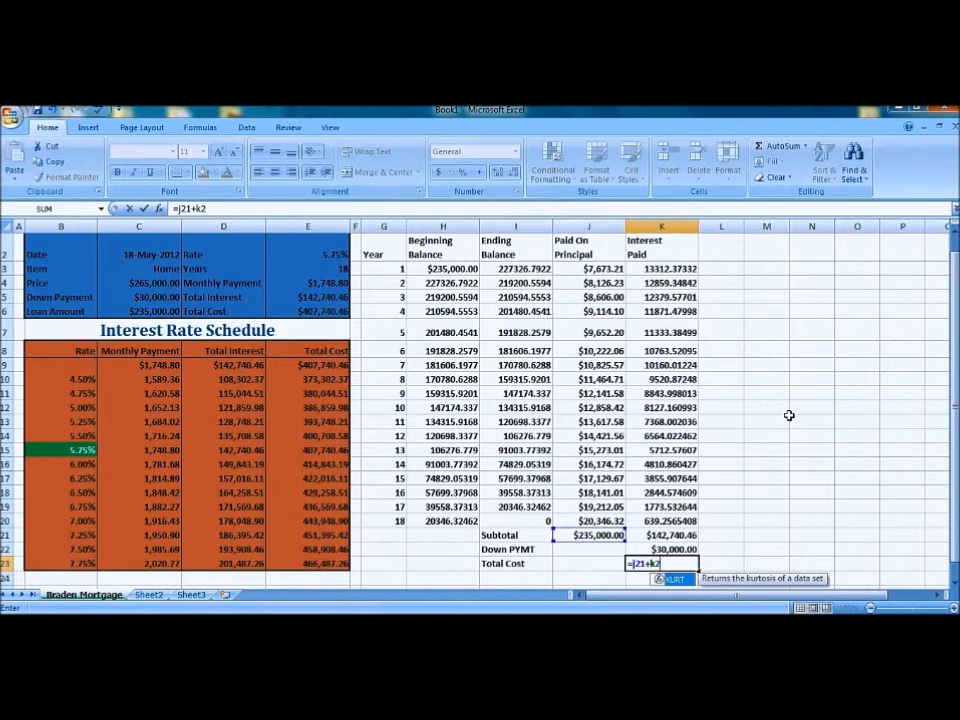 Book1 - Microsoft Excel
Home Insert Page Layout Formulas Data Review View
Cut
Copy
Format Painter
Paste
11
Wrap Text
Merge & Center
General
Conditional Formatting
Format as Table
Cell Styles
Insert Delete Format
AutoSum
Fill
Clear
Sort & Filter
Find & Select
Clipboard Font Alignment Number Styles Cells Editing
SUM =j21+k2
A B C D E F G H I J K L M N O P
2 Date 18-May-2012 Rate 5.75% Year Beginning Balance Ending Balance Paid On Principal Interest Paid
3 Item Home Years 18 1 $235,000.00 227326.7922 $7,673.21 13312.37332
4 Price $265,000.00 Monthly Payment $1,748.80 2 227326.7922 219200.5594 $8,126.23 12859.34842
5 Down Payment $30,000.00 Total Interest $142,740.46 3 219200.5594 210594.5553 $8,606.00 12379.57701
6 Loan Amount $235,000.00 Total Cost $407,740.46 4 210594.5553 201480.4541 $9,114.10 11871.47998
7 Interest Rate Schedule 5 201480.4541 191828.2579 $9,652.20 11333.38499
8 Rate Monthly Payment Total Interest Total Cost 6 191828.2579 181606.1977 $10,222.06 10763.52095
9 $1,748.80 $142,740.46 $407,740.46 7 181606.1977 170780.6288 $10,825.57 10160.01224
10 4.50% 1,589.36 108,302.37 373,302.37 8 170780.6288 159315.9201 $11,464.71 9520.87248
11 4.75% 1,620.58 115,044.51 380,044.51 9 159315.9201 147174.337 $12,141.58 8843.998013
12 5.00% 1,652.13 121,859.98 386,859.98 10 147174.337 134315.9168 $12,858.42 8127.160993
13 5.25% 1,684.02 128,748.21 393,748.21 11 134315.9168 120698.3377 $13,617.58 7368.002036
14 5.50% 1,716.24 135,708.58 400,708.58 12 120698.3377 106276.779 $14,421.56 6564.022462
15 5.75% 1,748.80 142,740.46 407,740.46 13 106276.779 91003.77392 $15,273.01 5712.57607
16 6.00% 1,781.68 149,843.19 414,843.19 14 91003.77392 74829.05319 $16,174.72 4810.860427
17 6.25% 1,814.89 157,016.11 422,016.11 15 74829.05319 57699.37968 $17,129.67 3855.907644
18 6.50% 1,848.42 164,258.51 429,258.51 16 57699.37968 39558.37313 $18,141.01 2844.574609
19 6.75% 1,882.27 171,569.68 436,569.68 17 39558.37313 20346.32462 $19,212.05 1773.532644
20 7.00% 1,916.43 178,948.90 443,948.90 18 20346.32462 0 $20,346.32 639.2565408
21 7.25% 1,950.90 186,395.42 451,395.42 Subtotal $235,000.00 $142,740.46
22 7.50% 1,985.69 193,908.46 458,908.46 Down PYMT $30,000.00
23 7.75% 2,020.77 201,487.26 466,487.26 Total Cost =j21+k2
24 KURT Returns the kurtosis of a data set
Braden Mortgage Sheet2 Sheet3
Enter